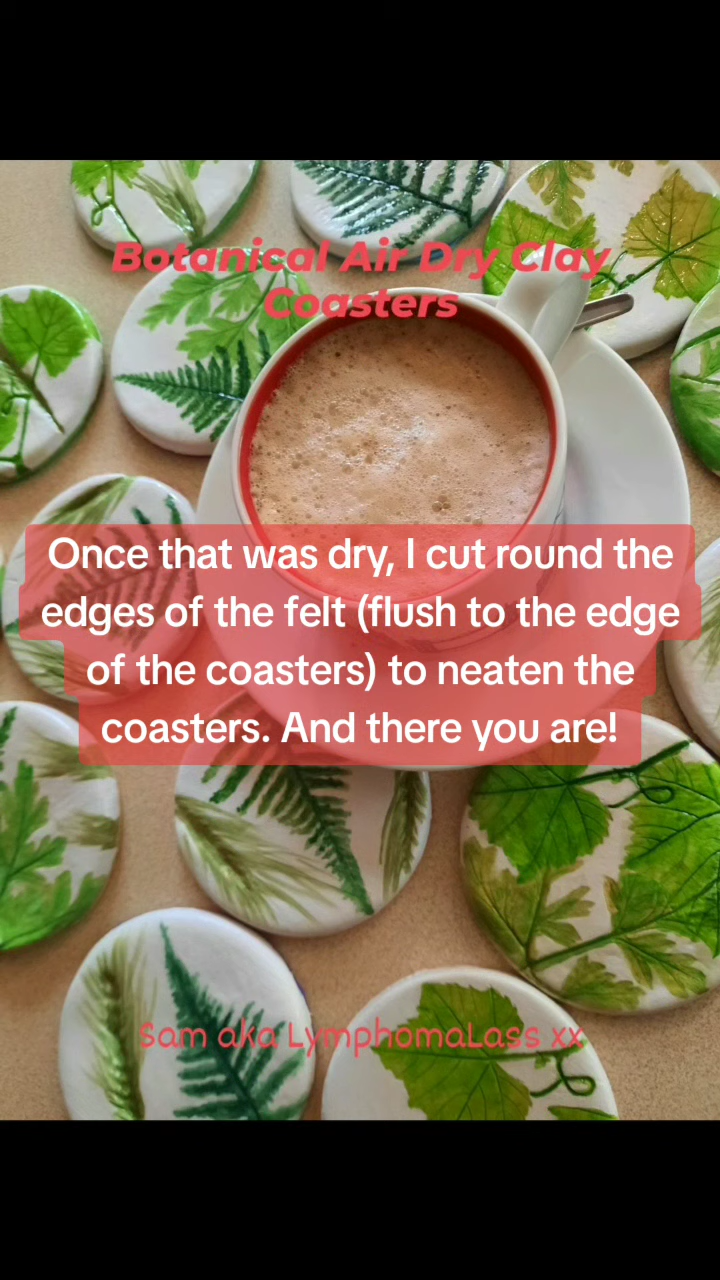 Botanical Air Dry Clay
Coasters
Once that was dry, I cut round the
edges of the felt (flush to the edge
of the coasters) to neaten the
coasters. And there you are!
Sam aka LymphomaLass xx